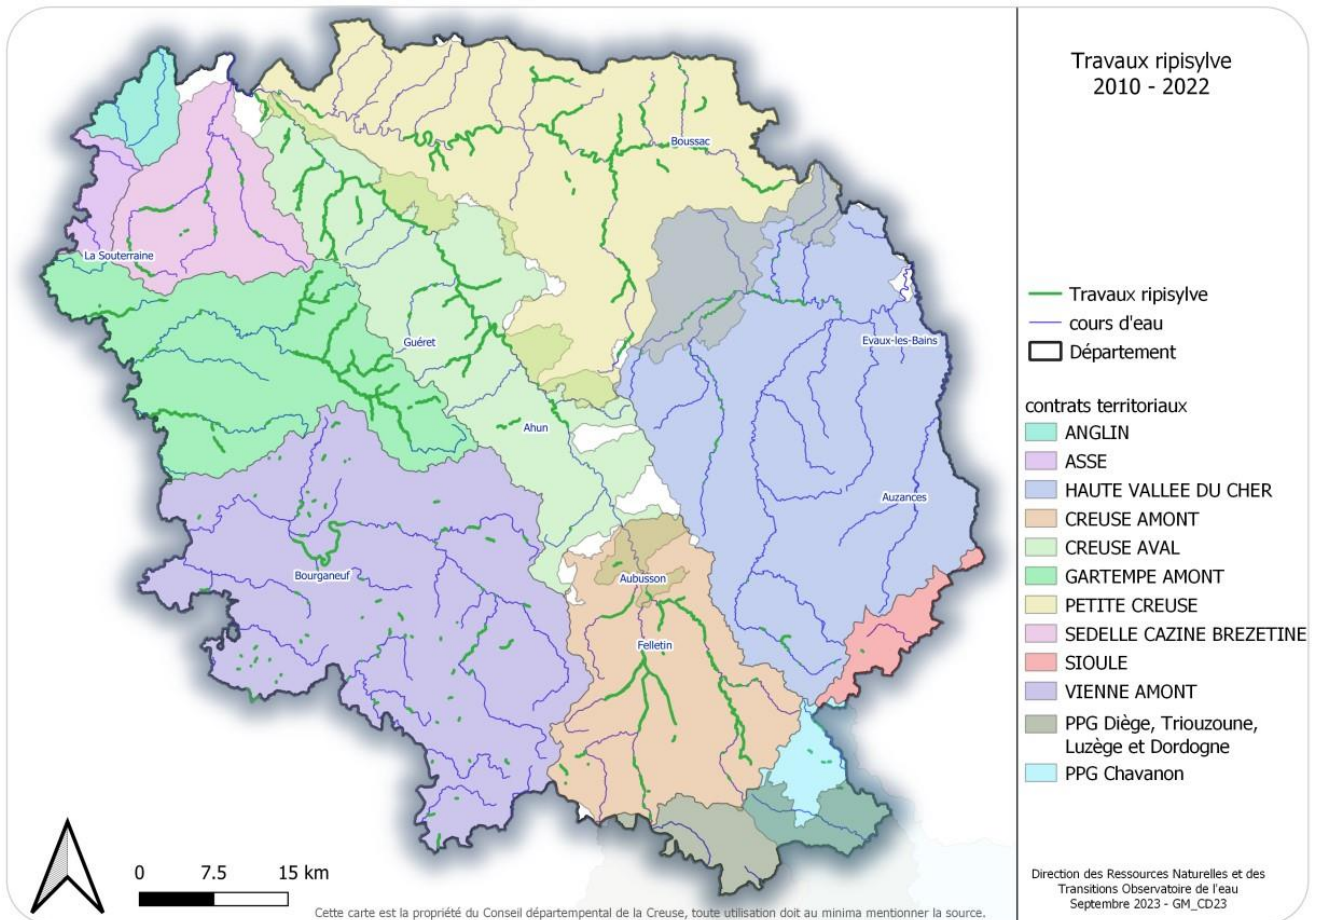 Travaux ripisylve
2010 - 2022
Boussac
La Souterraine
Guéret
Evaux-les-Bains
Ahun
Auzances
Bourganeuf
Aubusson
Felletin
Travaux ripisylve
cours d'eau
Département
contrats territoriaux
ANGLIN
ASSE
HAUTE VALLEE DU CHER
CREUSE AMONT
CREUSE AVAL
GARTEMPE AMONT
PETITE CREUSE
SEDELLE CAZINE BREZETINE
SIOULE
VIENNE AMONT
PPG Diège, Triouzoune,
Luzège et Dordogne
PPG Chavanon
0 7.5 15 km
Direction des Ressources Naturelles et des
Transitions Observatoire de l'eau
Septembre 2023 - GM_CD23
Cette carte est la propriété du Conseil départempental de la Creuse, toute utilisation doit au minima mentionner la source.